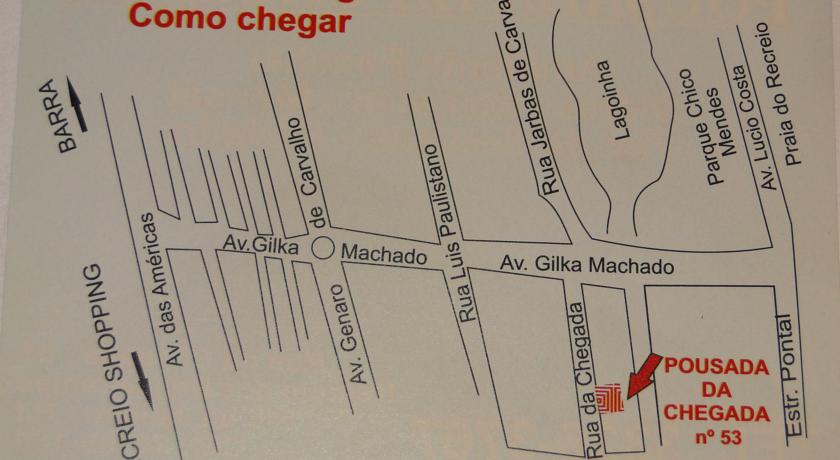 Como chegar
BARRA
CREIO SHOPPING
Av. das Américas
Av.Gilka
Machado
de Carvalho
Av. Genaro
Rua Luis Paulistano
Av. Gilka Machado
Rua Jarbas de Carva
Lagoinha
Parque Chico
Mendes
Av. Lucio Costa
Praia do Recreio
Rua da Chegada
POUSADA
DA
CHEGADA
nº 53
Estr. Pontal